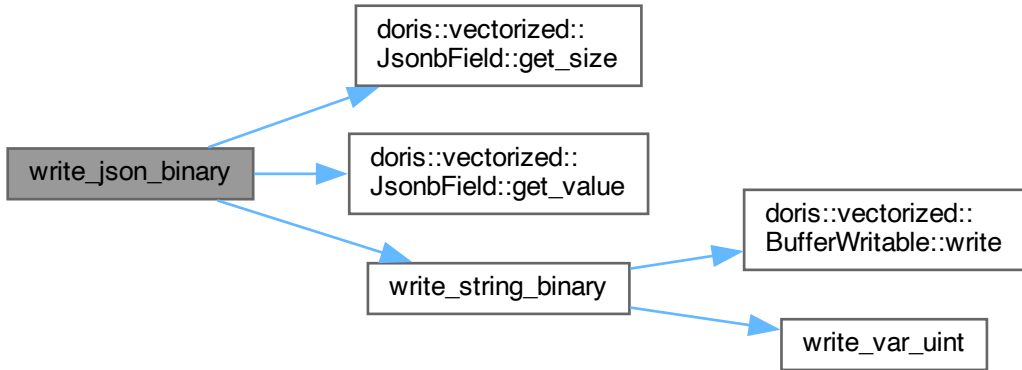 doris::vectorized::
JsonbField::get_size
write_json_binary
doris::vectorized::
JsonbField::get_value
write_string_binary
doris::vectorized::
BufferWritable::write
write_var_uint